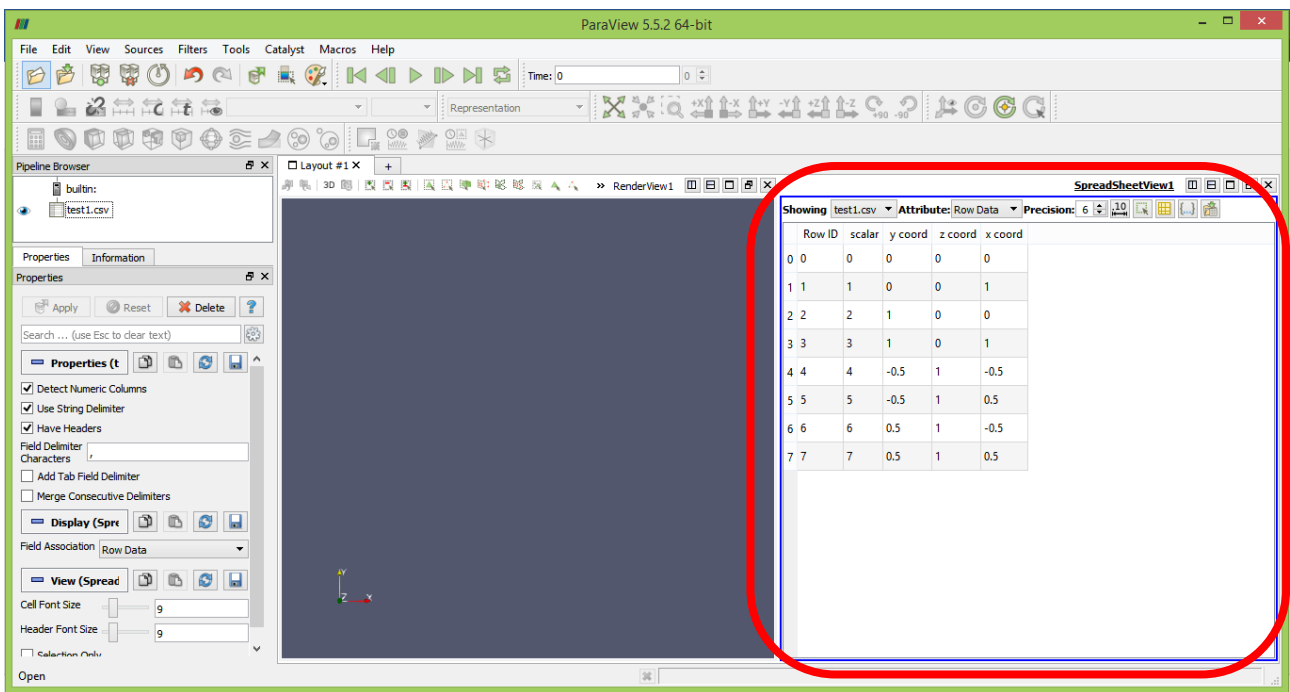 ParaView 5.5.2 64-bit
File Edit View Sources Filters Tools Catalyst Macros Help
Time: 0 0
Representation
+X -X +Y -Y +Z -Z +90 -90
Pipeline Browser
builtin:
test1.csv
Properties Information
Properties
Apply Reset Delete ?
Search ... (use Esc to clear text)
Properties (t
Detect Numeric Columns
Use String Delimiter
Have Headers
Field Delimiter
Characters ,
Add Tab Field Delimiter
Merge Consecutive Delimiters
Display (Spre
Field Association Row Data
View (Spread
Cell Font Size 9
Header Font Size 9
Selection Only
Layout #1 X +
3D » RenderView1
Y
Z X
SpreadSheetView1
Showing test1.csv Attribute: Row Data Precision: 6 .10
Row ID scalar y coord z coord x coord
0 0 0 0 0 0
1 1 1 0 0 1
2 2 2 1 0 0
3 3 3 1 0 1
4 4 4 -0.5 1 -0.5
5 5 5 -0.5 1 0.5
6 6 6 0.5 1 -0.5
7 7 7 0.5 1 0.5
Open